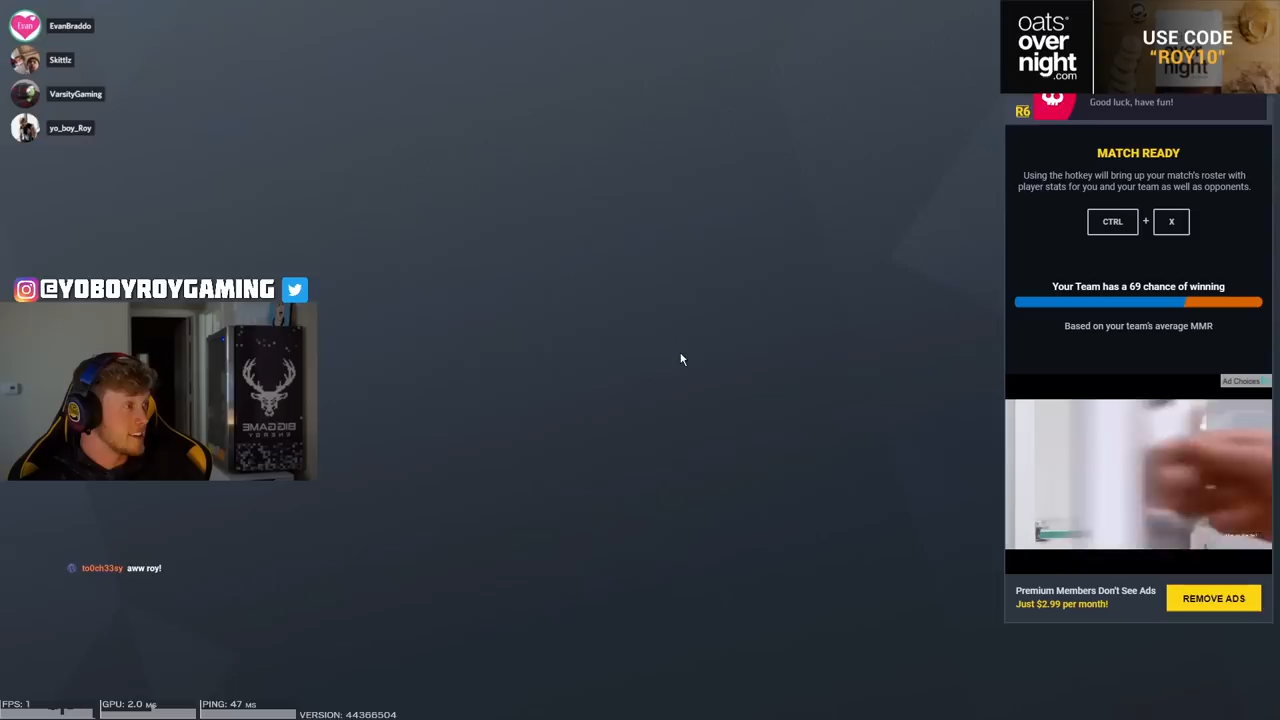 Evan
EvanBraddo
Skittlz
VarsityGaming
yo_boy_Roy
@YOBOYROYGAMING
BIG GAME
ENERGY
to0ch33sy aww roy!
FPS: 1
GPU: 2.0 MS
PING: 47 MS
VERSION: 44366504
oats
over
night
.com
USE CODE
"ROY10"
R6
Good luck, have fun!
MATCH READY
Using the hotkey will bring up your match's roster with
player stats for you and your team as well as opponents.
CTRL + X
Your Team has a 69 chance of winning
Based on your team's average MMR
Ad Choices
Premium Members Don't See Ads
Just $2.99 per month!
REMOVE ADS